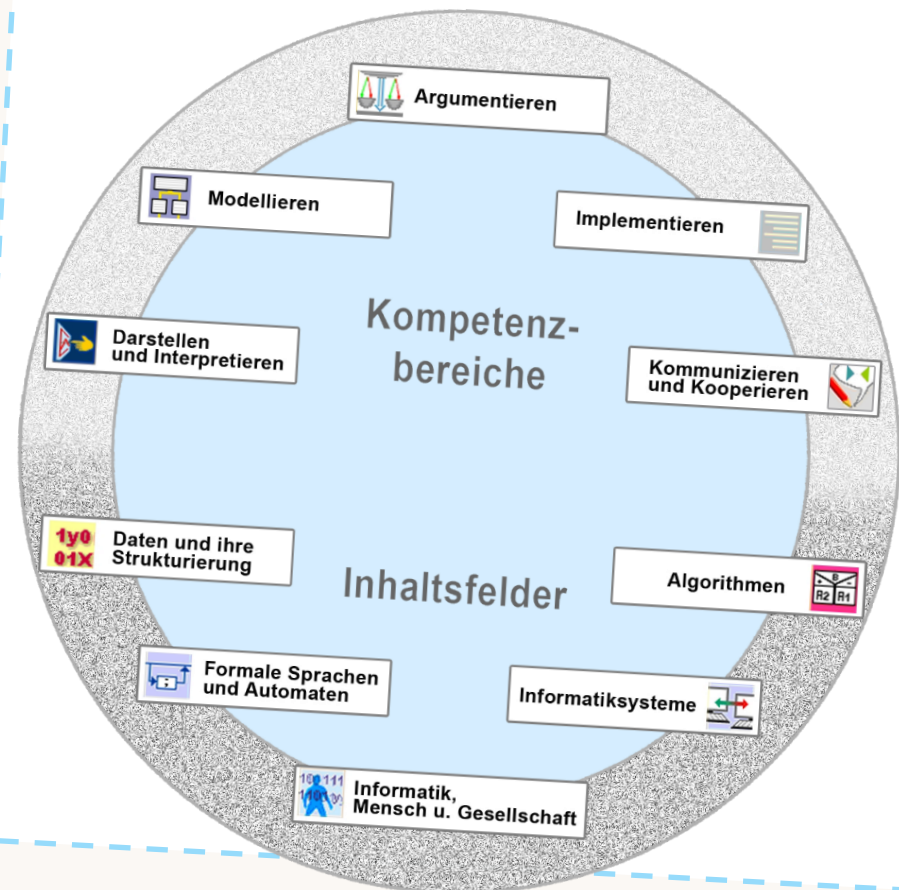 Argumentieren
Modellieren
Implementieren
Kompetenz-
bereiche
Darstellen
und Interpretieren
Kommunizieren
und Kooperieren
1y0
01X
Daten und ihre
Strukturierung
Inhaltsfelder
Algorithmen
B
R2 R1
Formale Sprachen
und Automaten
Informatiksysteme
Informatik,
Mensch u. Gesellschaft